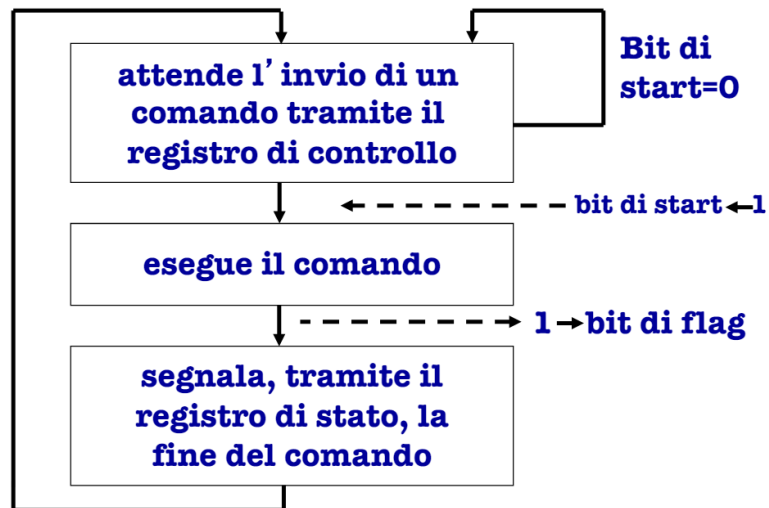 attende l' invio di un
comando tramite il
registro di controllo
Bit di
start=0
bit di start←1
esegue il comando
1→bit di flag
segnala, tramite il
registro di stato, la
fine del comando